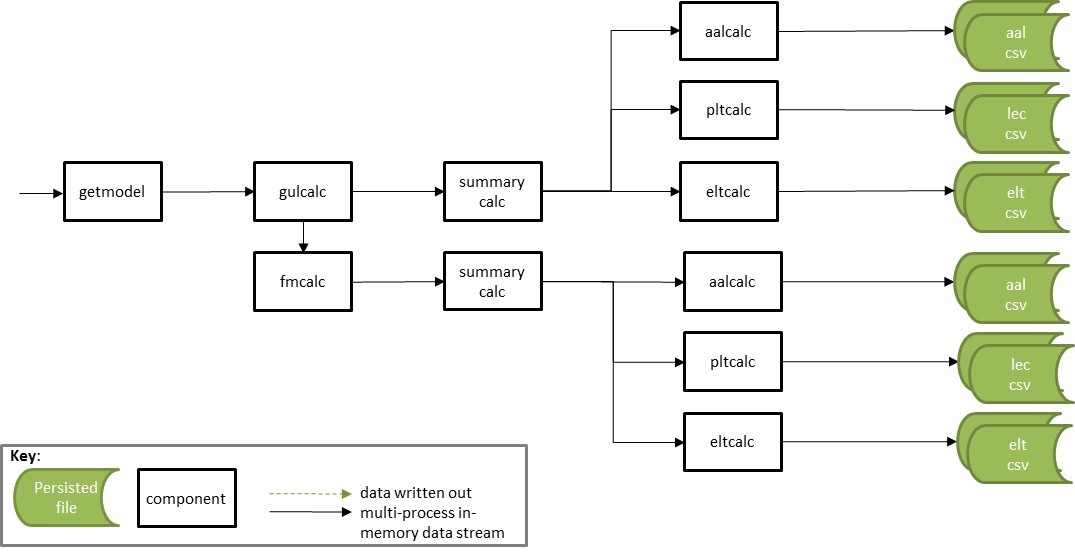 aalcalc
aal
csv
pltcalc
lec
csv
getmodel
gulcalc
summary
calc
eltcalc
elt
csv
fmcalc
summary
calc
aalcalc
aal
csv
pltcalc
lec
csv
eltcalc
elt
csv
Key:
Persisted
file
component
data written out
multi-process in-
memory data stream